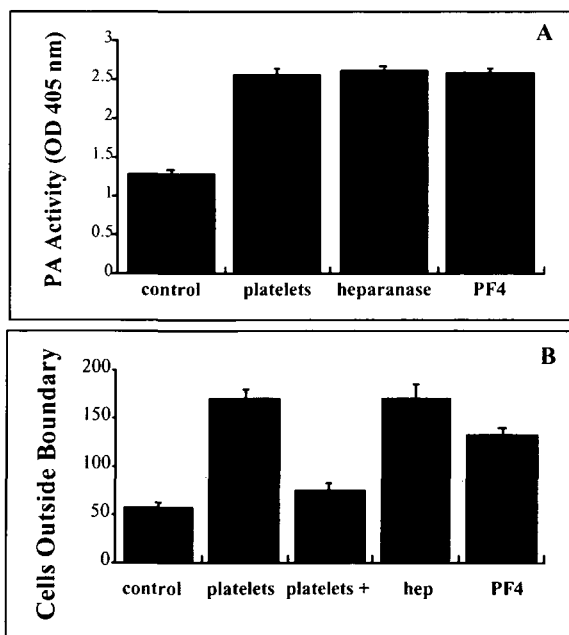 A
PA Activity (OD 405 nm)
3
2.5
2
1.5
1
0.5
0
control platelets heparanase PF4
B
Cells Outside Boundary
200
150
100
50
0
control platelets platelets + hep PF4